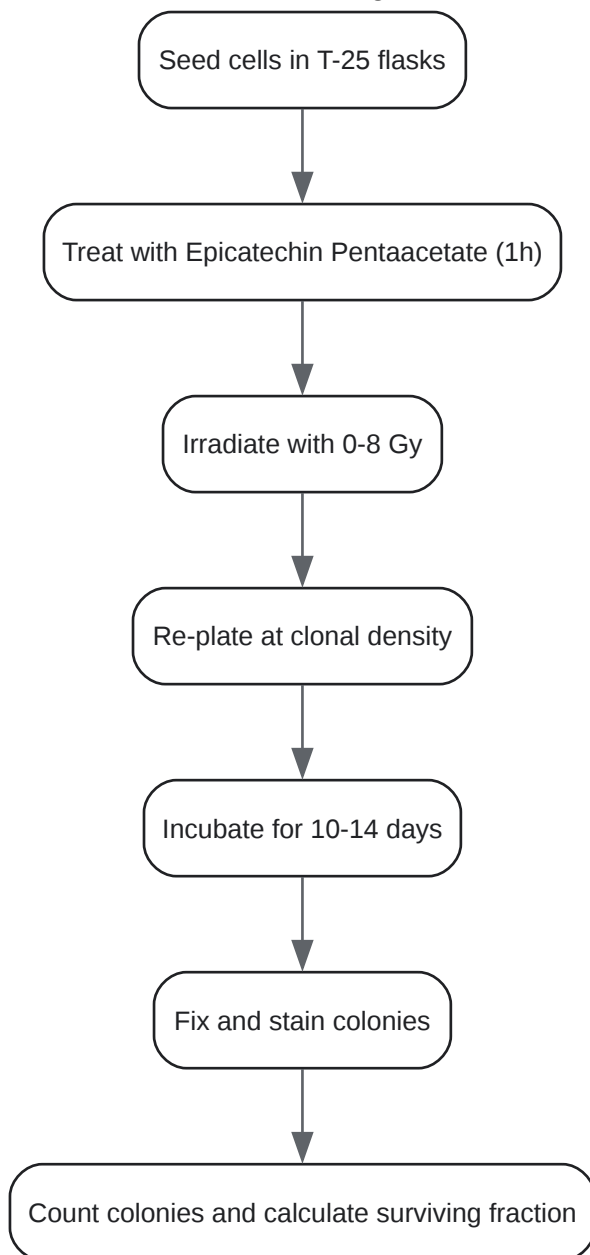 Seed cells in T-25 flasks
Treat with Epicatechin Pentaacetate (1h)
Irradiate with 0-8 Gy
Re-plate at clonal density
Incubate for 10-14 days
Fix and stain colonies
Count colonies and calculate surviving fraction